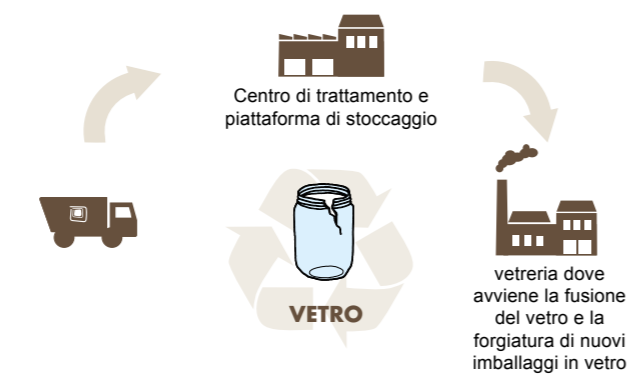 Centro di trattamento e
piattaforma di stoccaggio
VETRO
vetreria dove
avviene la fusione
del vetro e la
forgiatura di nuovi
imballaggi in vetro